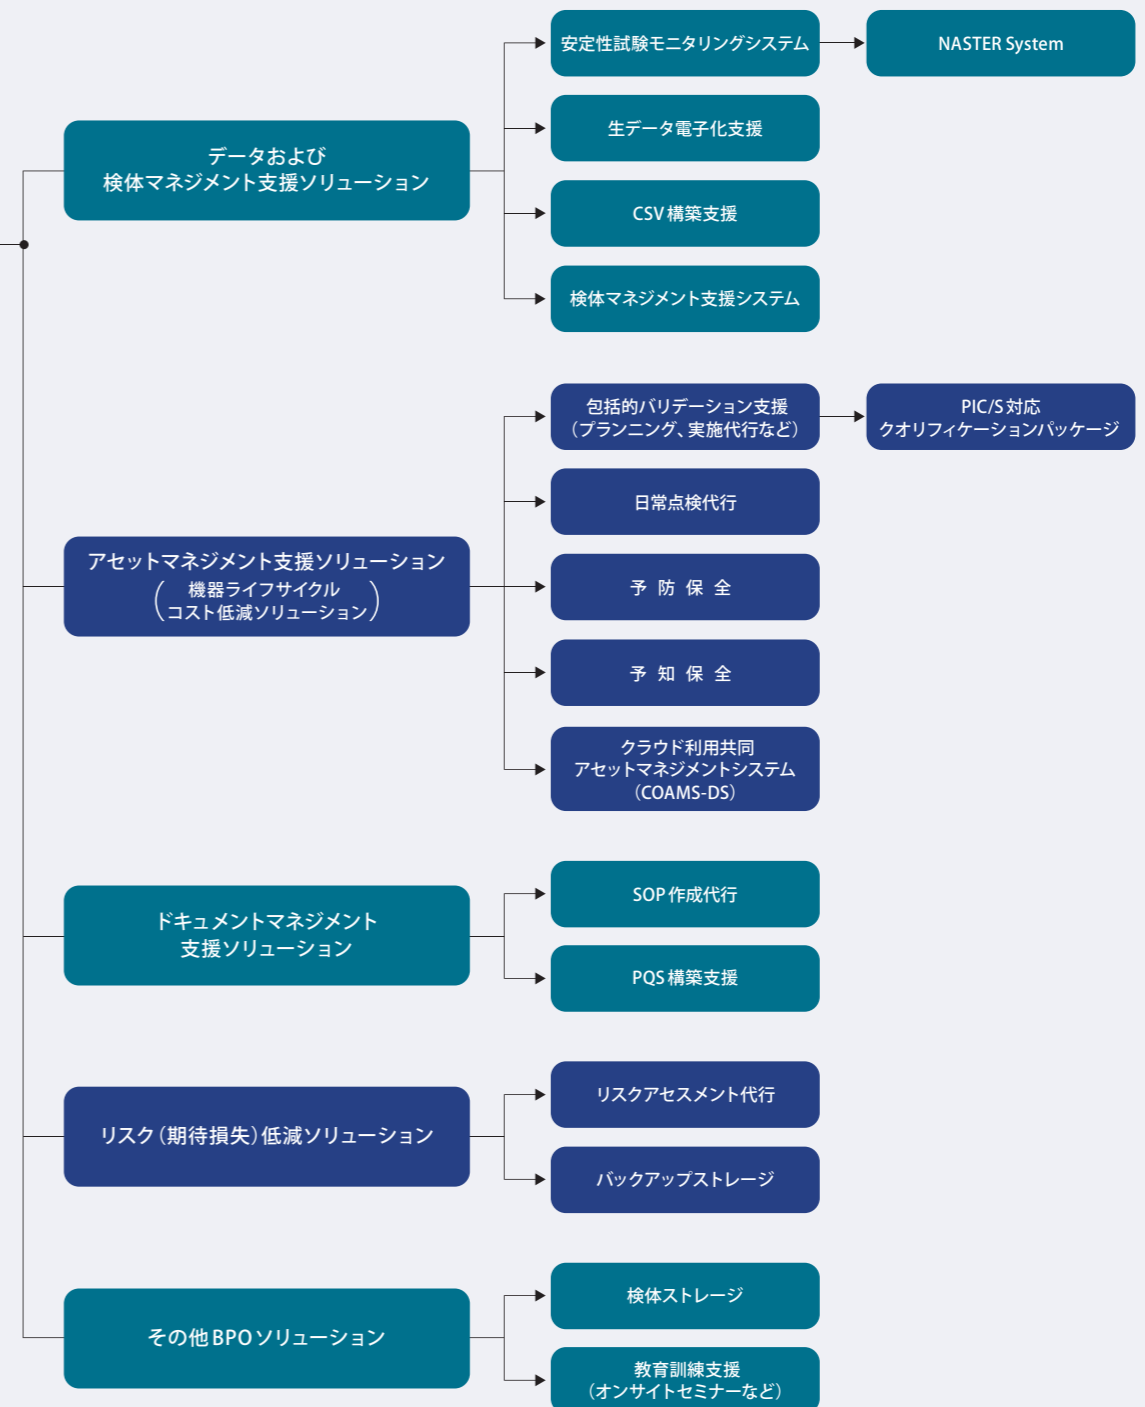 データおよび
検体マネジメント支援ソリューション
安定性試験モニタリングシステム
NASTER System
生データ電子化支援
CSV構築支援
検体マネジメント支援システム
アセットマネジメント支援ソリューション
(機器ライフサイクル
コスト低減ソリューション)
包括的バリデーション支援
(プランニング、実施代行など)
PIC/S対応
クオリフィケーションパッケージ
日常点検代行
予防保全
予知保全
クラウド利用共同
アセットマネジメントシステム
(COAMS-DS)
ドキュメントマネジメント
支援ソリューション
SOP作成代行
PQS構築支援
リスク(期待損失)低減ソリューション
リスクアセスメント代行
バックアップストレージ
その他BPOソリューション
検体ストレージ
教育訓練支援
(オンサイトセミナーなど)